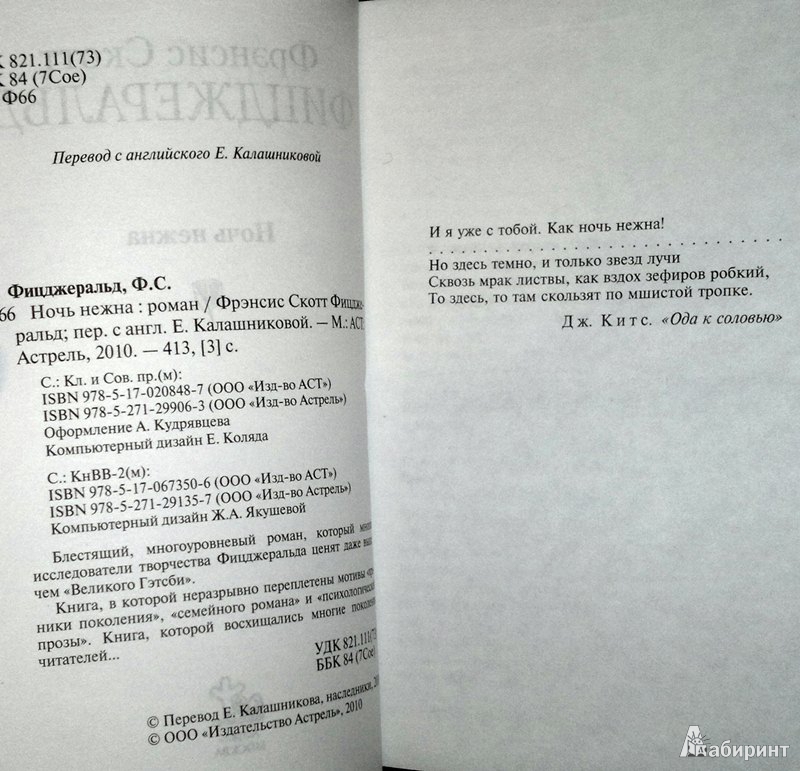 К 821.111(73)
К 84 (7Сое)
Ф66
Перевод с английского Е. Калашниковой
Фицджеральд, Ф.С.
66 Ночь нежна : роман / Фрэнсис Скотт Фицдже-
ральд; пер. с англ. Е. Калашниковой. — М.: АСТ:
Астрель, 2010. — 413, [3] с.
С.: Кл. и Сов. пр.(м):
ISBN 978-5-17-020848-7 (ООО «Изд-во АСТ»)
ISBN 978-5-271-29906-3 (ООО «Изд-во Астрель»)
Оформление А. Кудрявцева
Компьютерный дизайн Е. Коляда
С.: КнВВ-2(м):
ISBN 978-5-17-067350-6 (ООО «Изд-во АСТ»)
ISBN 978-5-271-29135-7 (ООО «Изд-во Астрель»)
Компьютерный дизайн Ж.А. Якушевой
Блестящий, многоуровневый роман, который
исследователи творчества Фицджеральда ценят даже
чем «Великого Гэтсби».
Книга, в которой неразрывно переплетены мотивы
ники поколения», «семейного романа» и «психологической
прозы». Книга, которой восхищались многие поколения
читателей...
УДК 821.111(73)
ББК 84 (7Сое)
© Перевод Е. Калашникова, наследники,
© ООО «Издательство Астрель», 2010
И я уже с тобой. Как ночь нежна!
. . . . . . . . . . . . . . . . . . . . . . . . . . . . . .
Но здесь темно, и только звезд лучи
Сквозь мрак листвы, как вздох зефиров робкий,
То здесь, то там скользят по мшистой тропке.
Дж. Китс. «Ода к соловью»
Лабиринт